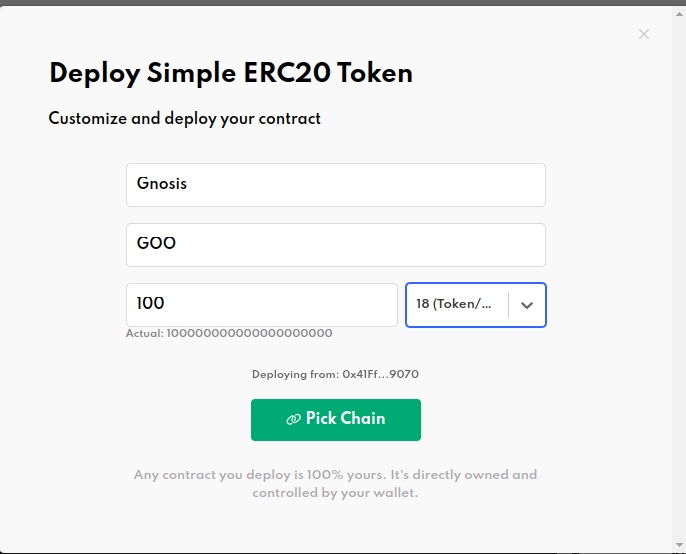 Deploy Simple ERC20 Token
Customize and deploy your contract
Gnosis
GOO
100
18 (Token/...
Actual: 100000000000000000000
Deploying from: 0x41Ff...9070
Pick Chain
Any contract you deploy is 100% yours. It's directly owned and
controlled by your wallet.